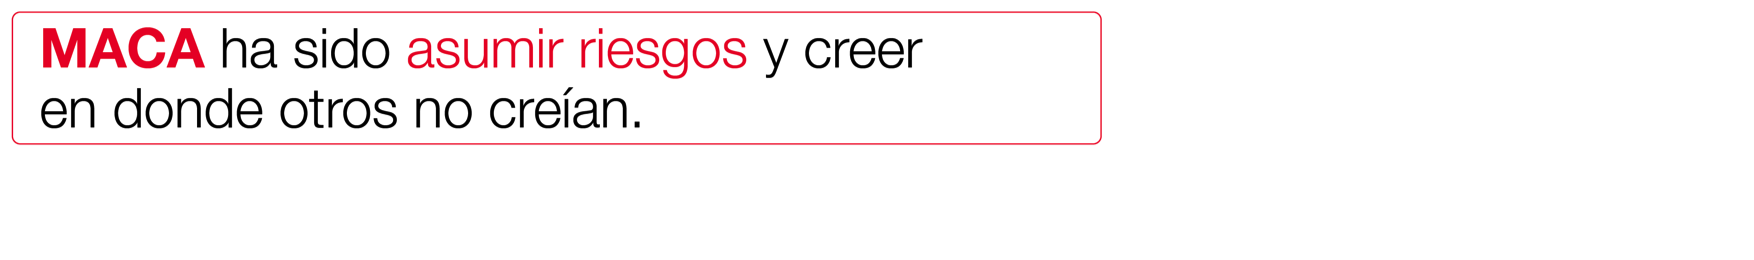 MACA ha sido asumir riesgos y creer
en donde otros no creían.